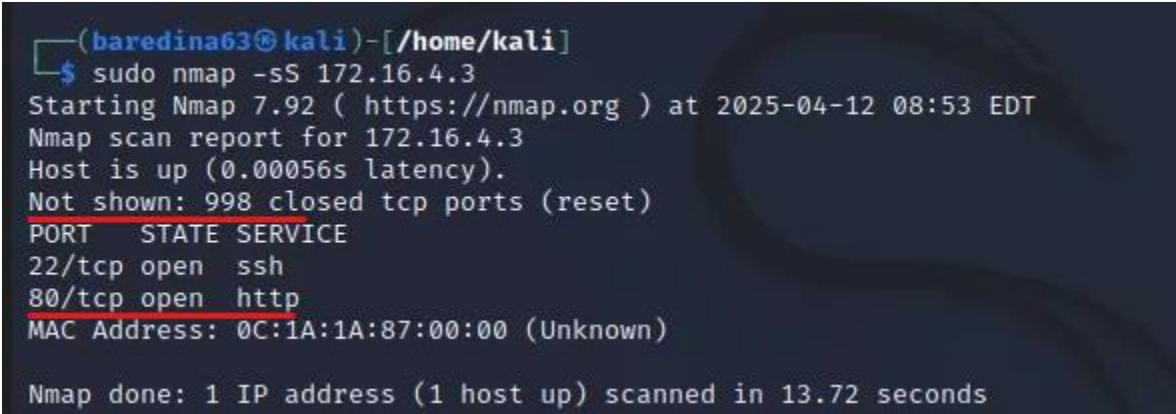 ┌──(baredina63㉿kali)-[/home/kali]
└─$ sudo nmap -sS 172.16.4.3
Starting Nmap 7.92 ( https://nmap.org ) at 2025-04-12 08:53 EDT
Nmap scan report for 172.16.4.3
Host is up (0.00056s latency).
Not shown: 998 closed tcp ports (reset)
PORT   STATE SERVICE
22/tcp open  ssh
80/tcp open  http
MAC Address: 0C:1A:1A:87:00:00 (Unknown)
Nmap done: 1 IP address (1 host up) scanned in 13.72 seconds